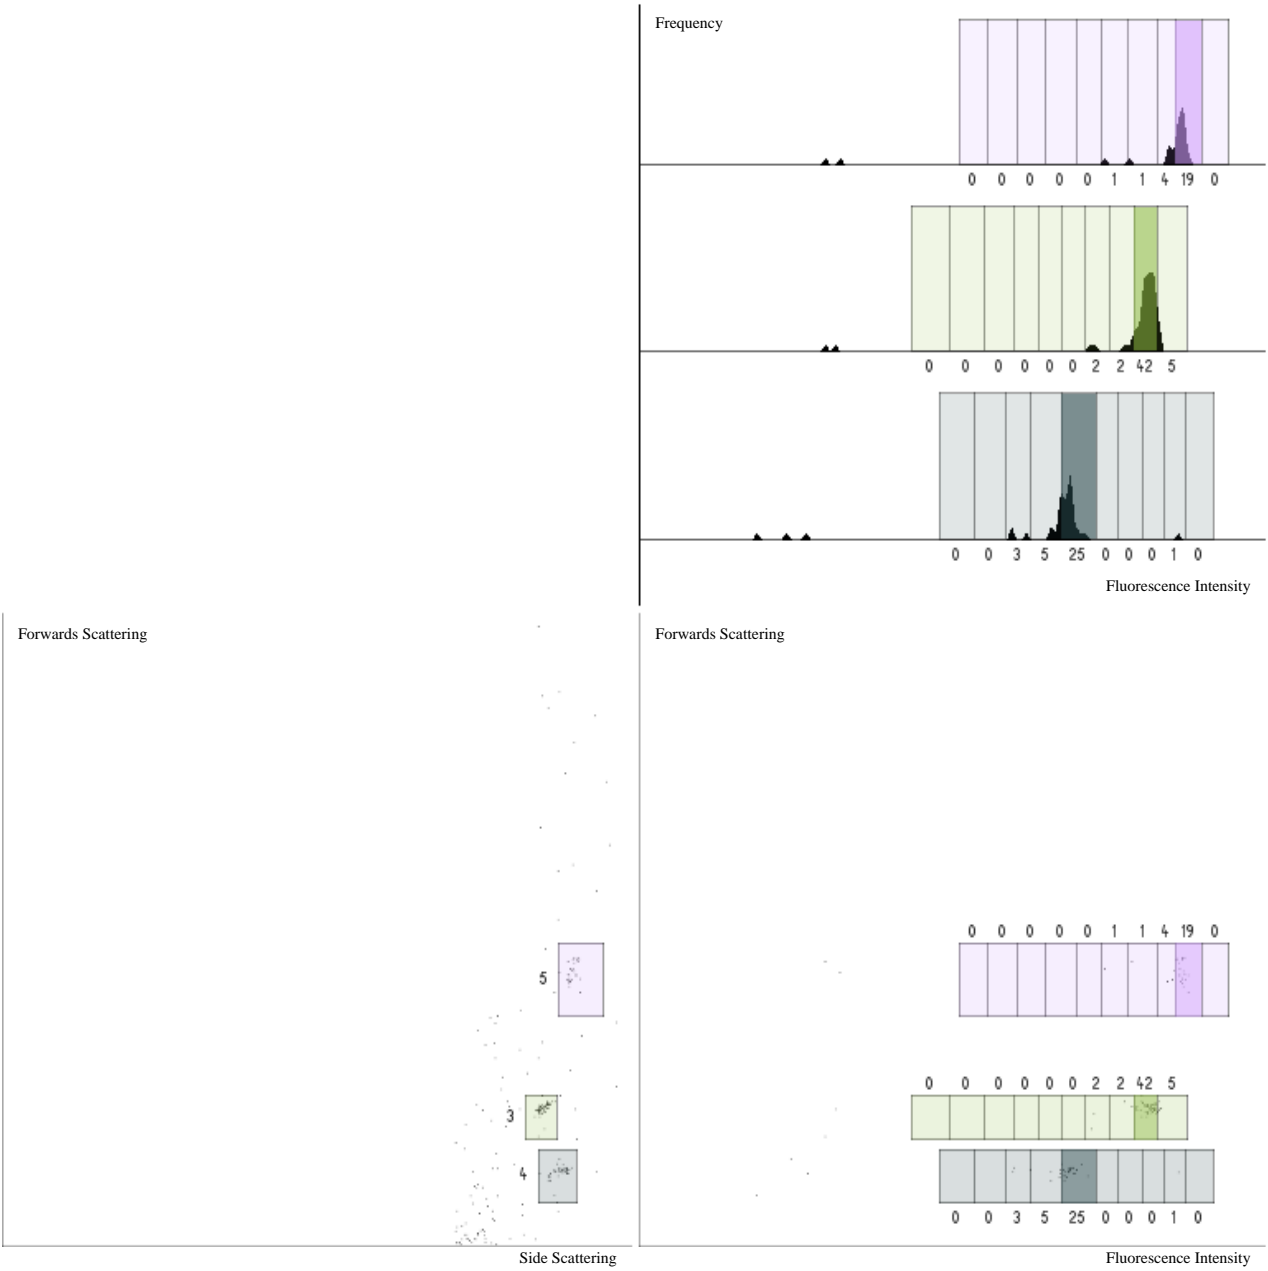 Frequency
0 0 0 0 0 1 1 4 19 0
0 0 0 0 0 0 2 2 42 5
0 0 3 5 25 0 0 0 1 0
Fluorescence Intensity
Forwards Scattering
5
3
4
Side Scattering
Forwards Scattering
0 0 0 0 0 1 1 4 19 0
0 0 0 0 0 0 2 2 42 5
0 0 3 5 25 0 0 0 1 0
Fluorescence Intensity